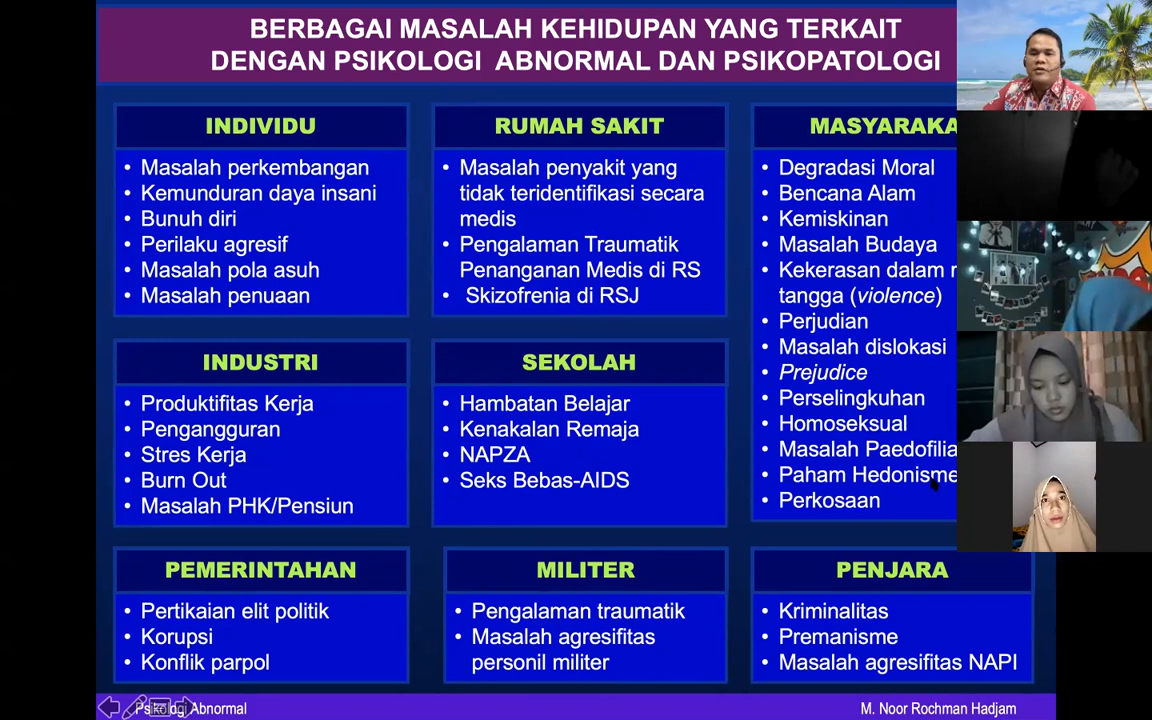 BERBAGAI MASALAH KEHIDUPAN YANG TERKAIT
DENGAN PSIKOLOGI ABNORMAL DAN PSIKOPATOLOGI
INDIVIDU
• Masalah perkembangan
• Kemunduran daya insani
• Bunuh diri
• Perilaku agresif
• Masalah pola asuh
• Masalah penuaan
RUMAH SAKIT
• Masalah penyakit yang
tidak teridentifikasi secara
medis
• Pengalaman Traumatik
Penanganan Medis di RS
• Skizofrenia di RSJ
MASYARAKA
• Degradasi Moral
• Bencana Alam
• Kemiskinan
• Masalah Budaya
• Kekerasan dalam r
tangga (violence)
• Perjudian
• Masalah dislokasi
• Prejudice
• Perselingkuhan
• Homoseksual
• Masalah Paedofilia
• Paham Hedonisme
• Perkosaan
INDUSTRI
• Produktifitas Kerja
• Pengangguran
• Stres Kerja
• Burn Out
• Masalah PHK/Pensiun
SEKOLAH
• Hambatan Belajar
• Kenakalan Remaja
• NAPZA
• Seks Bebas-AIDS
PEMERINTAHAN
• Pertikaian elit politik
• Korupsi
• Konflik parpol
MILITER
• Pengalaman traumatik
• Masalah agresifitas
personil militer
PENJARA
• Kriminalitas
• Premanisme
• Masalah agresifitas NAPI
Psikologi Abnormal
M. Noor Rochman Hadjam